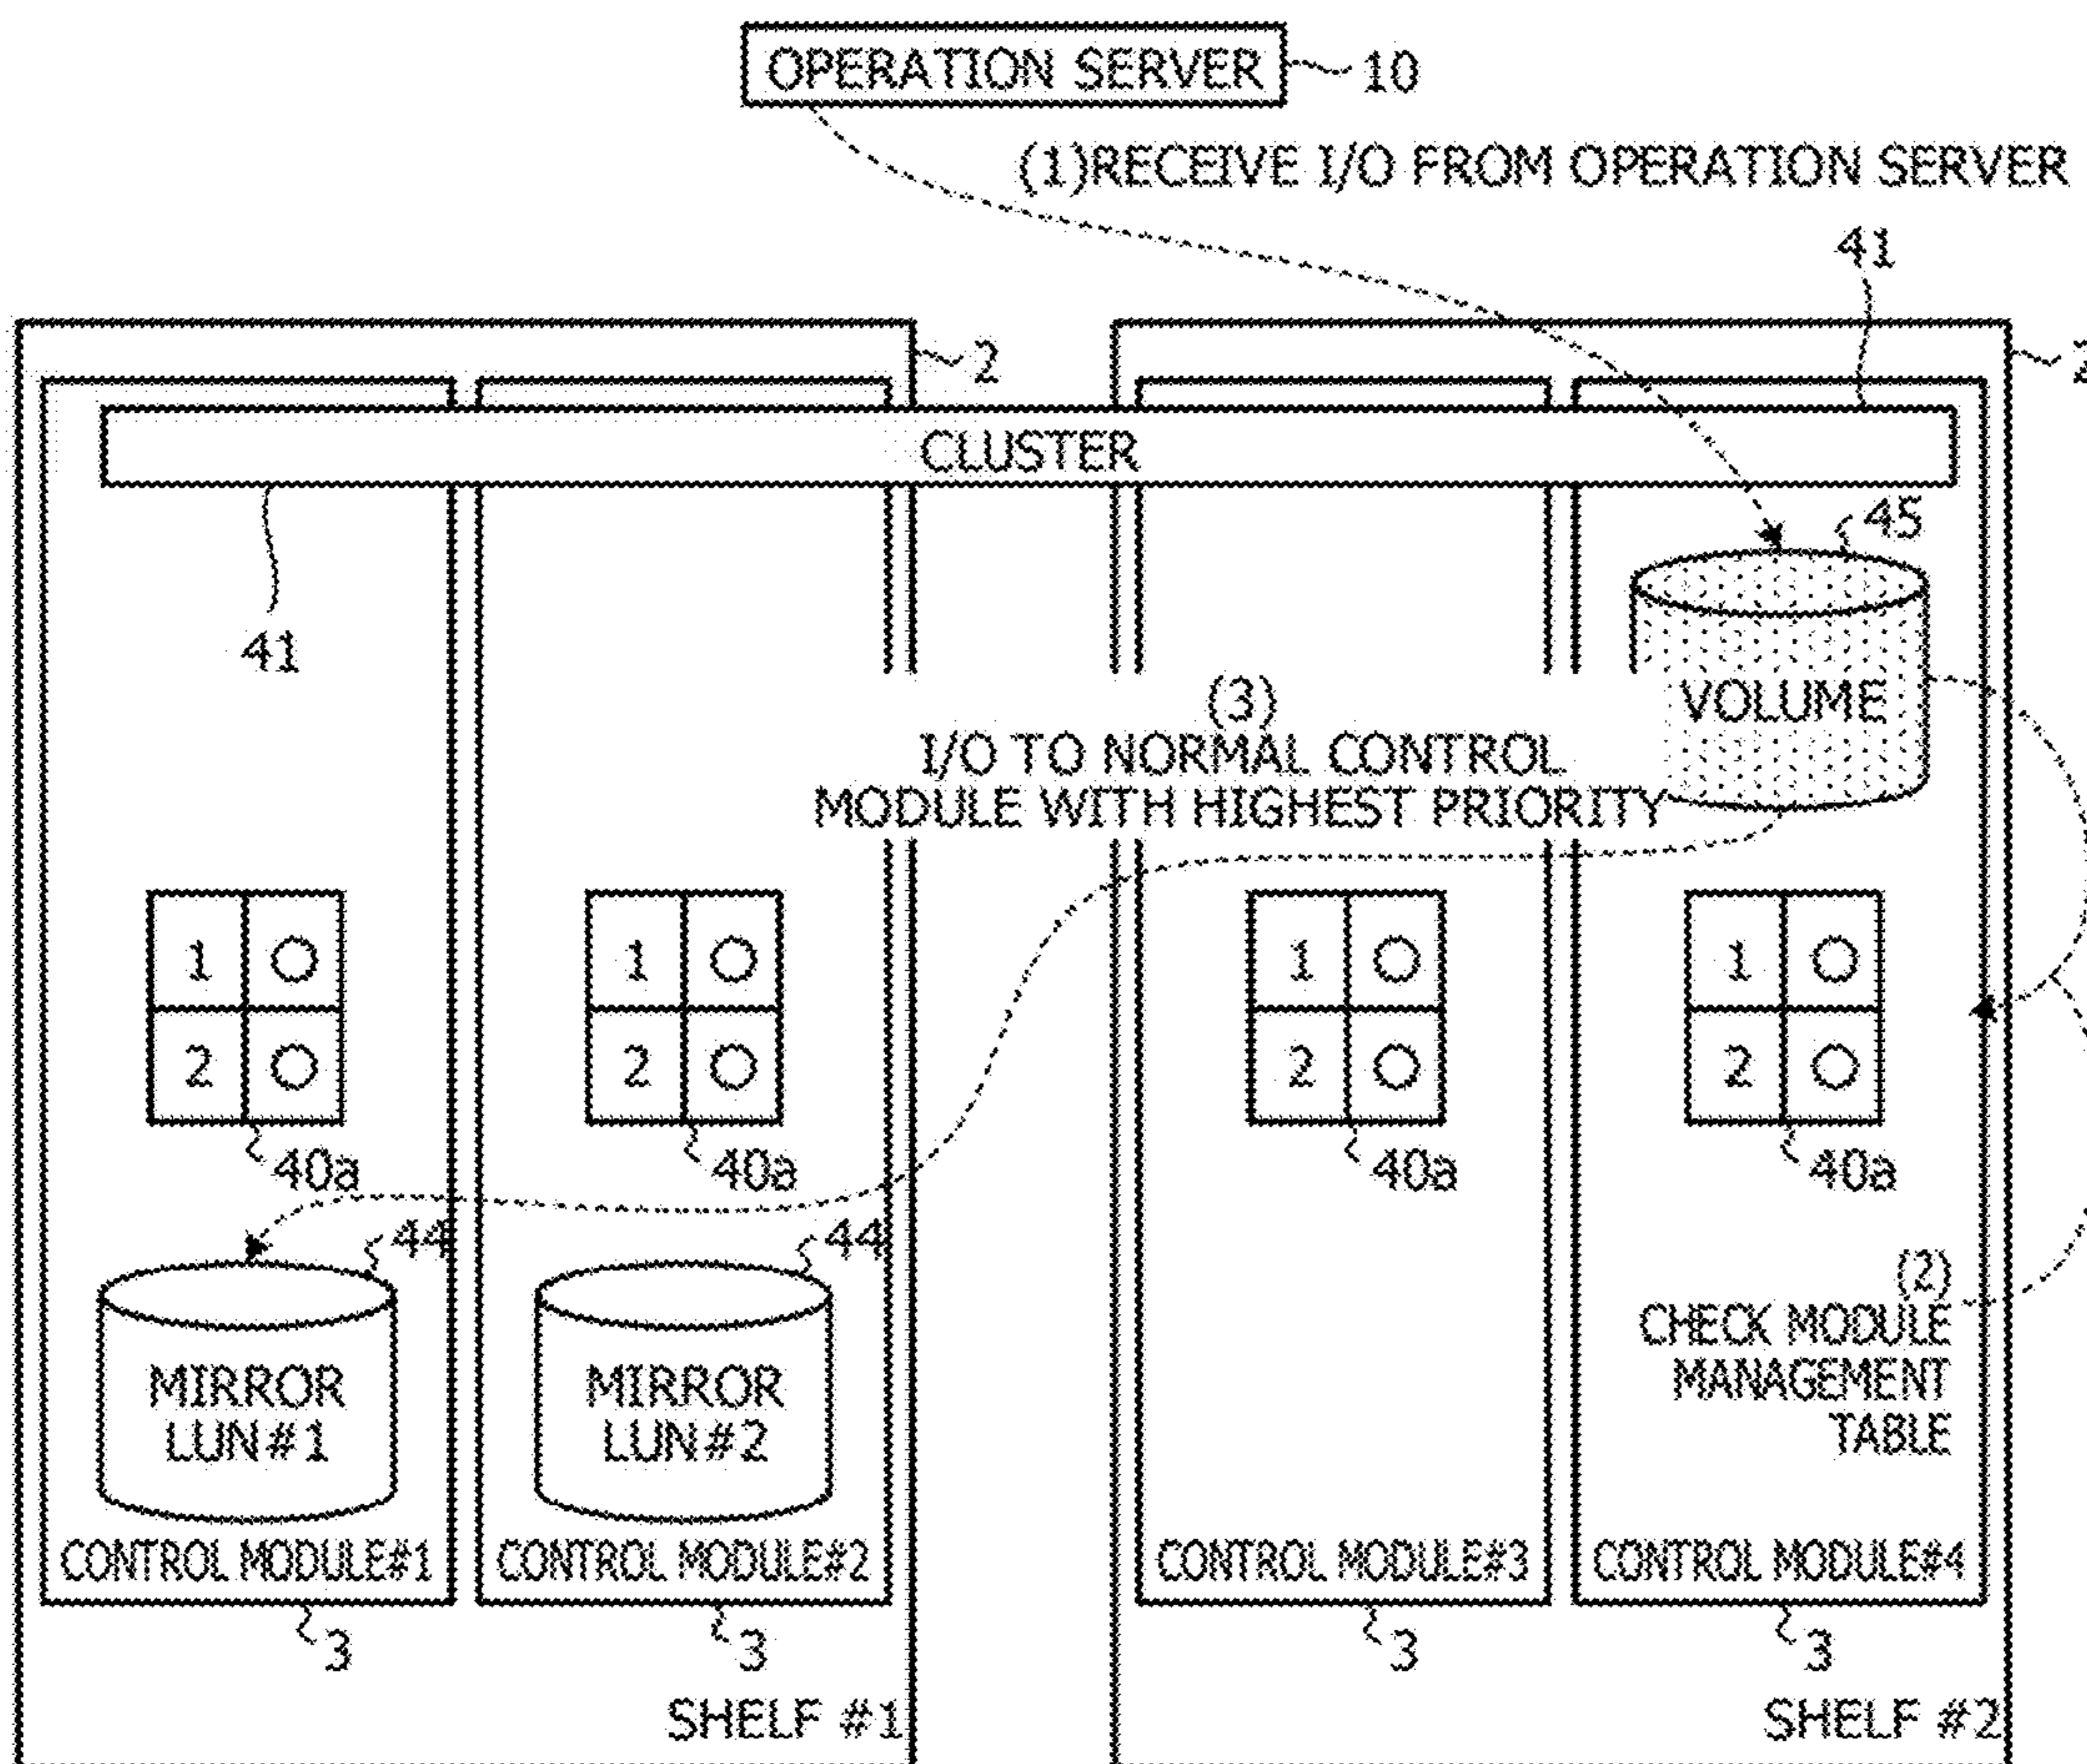 OPERATION SERVER
10
(1)RECEIVE I/O FROM OPERATION SERVER
41
2
2
CLUSTER
45
41
VOLUME
(3)
I/O TO NORMAL CONTROL
MODULE WITH HIGHEST PRIORITY
1
2
40a
1
2
40a
1
2
40a
1
2
40a
44
44
MIRROR
LUN#1
MIRROR
LUN#2
(2)
CHECK MODULE
MANAGEMENT
TABLE
CONTROL MODULE#1
CONTROL MODULE#2
CONTROL MODULE#3
CONTROL MODULE#4
3
3
3
3
SHELF #1
SHELF #2